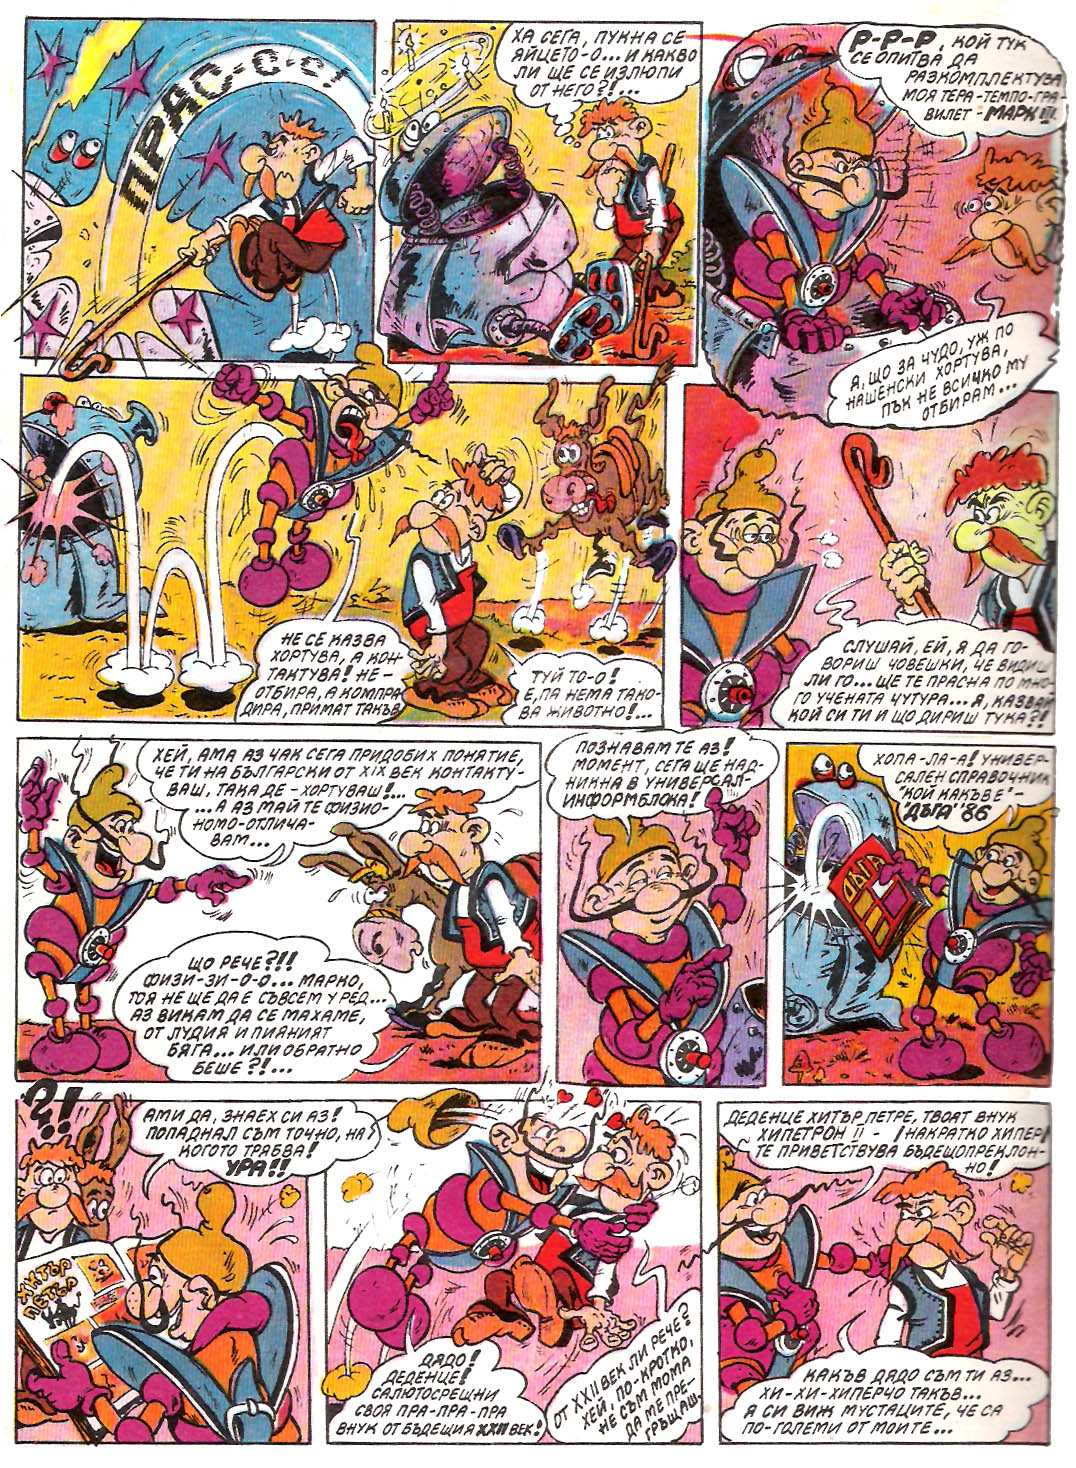 ПРАО-О-О!
ХА СЕГА, ПУКНА СЕ
ЯЙЦЕТО-О... И КАКВО
ЛИ ЩЕ СЕ ИЗЛЮПИ
ОТ НЕГО?!...
Р-Р-Р, КОЙ ТУК
СЕ ОПИТВА ДА
РАЗКОМПЛЕКТУВА
МОЯ ТЕРА-ТЕМПО-ГРА-
ВИЛЕТ-МАРК III.
А, ЩО ЗА ЧУДО, УЖ ПО
НАШЕНСКИ ХОРТУВА,
ПЪК НЕ ВСИЧКО МУ
ОТБИРАМ...
НЕ СЕ КАЗВА
ХОРТУВА, А КОН-
ТАКТУВА! НЕ-
ОТБИРА, А КОМПРА-
ДИРА, ПРИМАТ ТАКЪВ
ТУЙ ТО-О!
Е, ПА НЕМА ТАКО-
ВА ЖИВОТНО!...
СЛУШАЙ, ЕЙ, Я ДА ГО-
ВОРИШ ЧОВЕШКИ, ЧЕ ВИДИШ
ЛИ ГО... ЩЕ ТЕ ПРАСНА ПО МНО-
ГО УЧЕНАТА ЧУТУРА... Я, КАЗВАЙ
КОЙ СИ ТИ И ЩО ДИРИШ ТУКА?!
ХЕЙ, АМА АЗ ЧАК СЕГА ПРИДОБИХ ПОНЯТИЕ,
ЧЕ ТИ НА БЪЛГАРСКИ ОТ XIX ВЕК КОНТАКТУ-
ВАШ, ТАКА ДЕ - ХОРТУВАШ!...
...А АЗ МАЙ ТЕ ФИЗИО-
НОМО-ОТЛИЧА-
ВАМ...
ЩО РЕЧЕ?!!
ФИЗИ-ЗИ-О-О... МАРКО,
ТОЯ НЕ ЩЕ ДА Е СЪВСЕМ У РЕД...
АЗ ВИКАМ ДА СЕ МАХАМЕ,
ОТ ЛУДИЯ И ПИЯНИЯТ
БЯГА... ИЛИ ОБРАТНО
БЕШЕ?!...
ПОЗНАВАМ ТЕ АЗ!
МОМЕНТ, СЕГА ЩЕ НАД-
НИКНА В УНИВЕРСАЛ-
ИНФОРМБЛОКА!
ХОПА-ЛА-А! УНИВЕР-
САЛЕН СПРАВОЧНИК
"КОЙ КАКЪВЕ"-
"ДЪГА" '86
ДЪГА
?!
АМИ ДА, ЗНАЕХ СИ АЗ!
ПОПАДНАЛ СЪМ ТОЧНО, НА
КОГОТО ТРЯБВА!
УРА!!
ХИТЪР
ПЕТЪР
ДЯДО!
ДЕДЕНЦЕ!
САЛЮТОСРЕЩНИ
СВОЯ ПРА-ПРА-ПРА
ВНУК ОТ БЪДЕЩИЯ XXII ВЕК!
ОТ XXII ВЕК ЛИ РЕЧЕ?
ХЕЙ, ПО-КРОТКО,
НЕ СЪМ МОМА
ДА МЕ ПРЕ-
ГРЪЩАШ
ДЕДЕНЦЕ ХИТЪР ПЕТРЕ, ТВОЯТ ВНУК
ХИПЕТРОН!! - /НАКРАТКО ХИПЕР/
ТЕ ПРИВЕТСТВУВА БЪДЕЩОПРЕКЛОН-
НО!
КАКЪВ ДЯДО СЪМ ТИ АЗ...
ХИ-ХИ-ХИПЕРЧО ТАКЪВ...
Я СИ ВИЖ МУСТАЦИТЕ, ЧЕ СА
ПО-ГОЛЕМИ ОТ МОИТЕ...